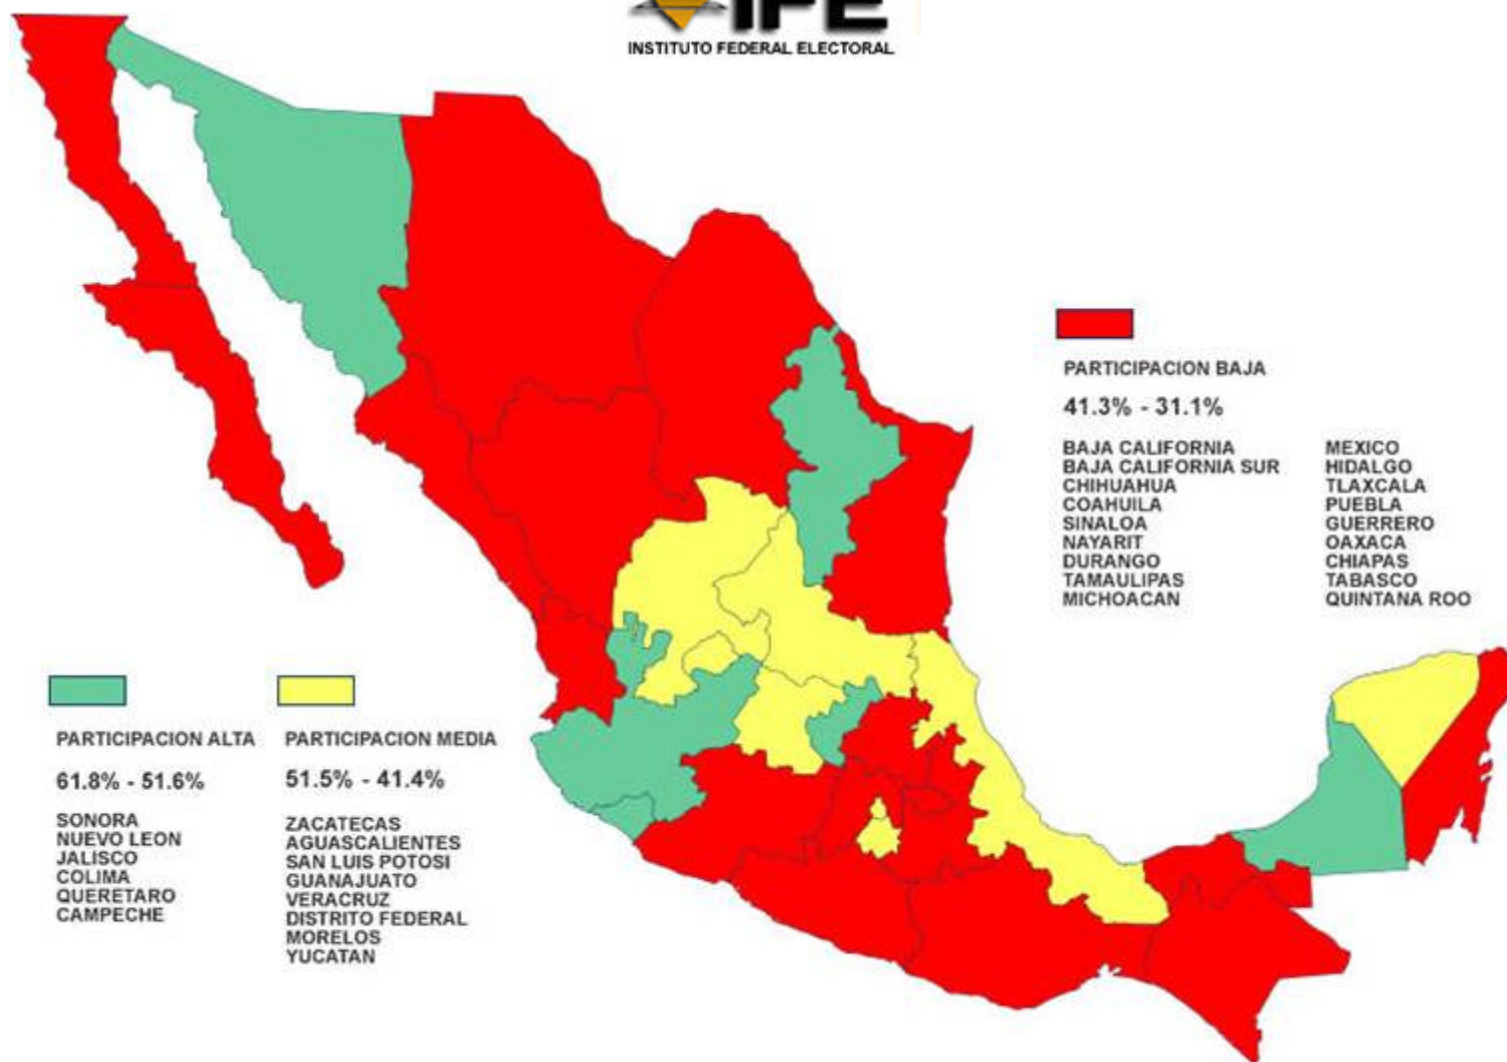 IFE
INSTITUTO FEDERAL ELECTORAL
PARTICIPACION BAJA
41.3% - 31.1%
BAJA CALIFORNIA
BAJA CALIFORNIA SUR
CHIHUAHUA
COAHUILA
SINALOA
NAYARIT
DURANGO
TAMAULIPAS
MICHOACAN
MEXICO
HIDALGO
TLAXCALA
PUEBLA
GUERRERO
OAXACA
CHIAPAS
TABASCO
QUINTANA ROO
PARTICIPACION ALTA
61.8% - 51.6%
SONORA
NUEVO LEON
JALISCO
COLIMA
QUERETARO
CAMPECHE
PARTICIPACION MEDIA
51.5% - 41.4%
ZACATECAS
AGUASCALIENTES
SAN LUIS POTOSI
GUANAJUATO
VERACRUZ
DISTRITO FEDERAL
MORELOS
YUCATAN